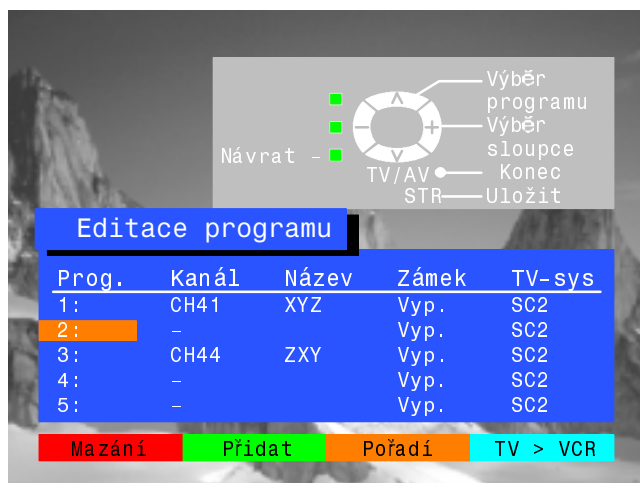 Výběr
programu
Výběr
sloupce
Návrat –
TV/AV Konec
STR Uložit
Editace programu
Prog. Kanál Název Zámek TV-sys
1: CH41 XYZ Vyp. SC2
2: – Vyp. SC2
3: CH44 ZXY Vyp. SC2
4: – Vyp. SC2
5: – Vyp. SC2
Mazání Přidat Pořadí TV > VCR